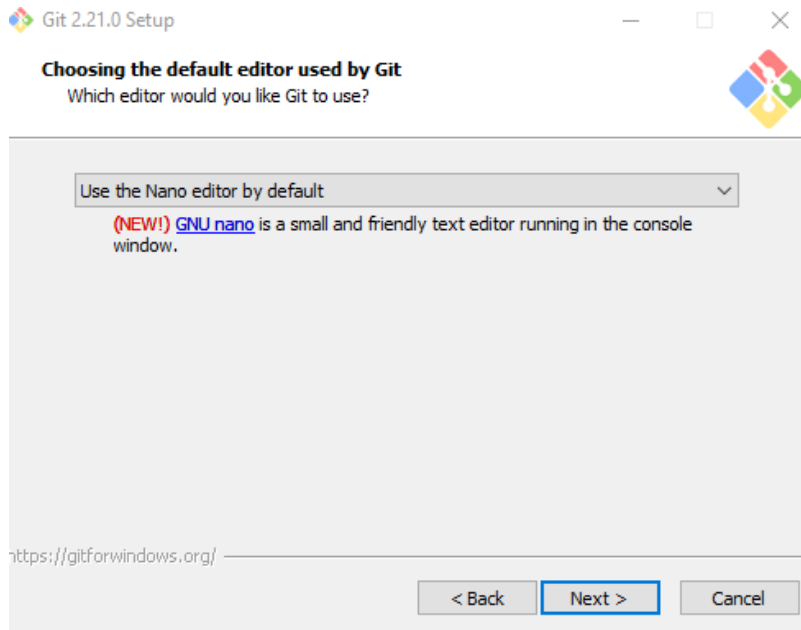 Git 2.21.0 Setup
Choosing the default editor used by Git
Which editor would you like Git to use?
Use the Nano editor by default
(NEW!) GNU nano is a small and friendly text editor running in the console
window.
https://gitforwindows.org/
< Back
Next >
Cancel